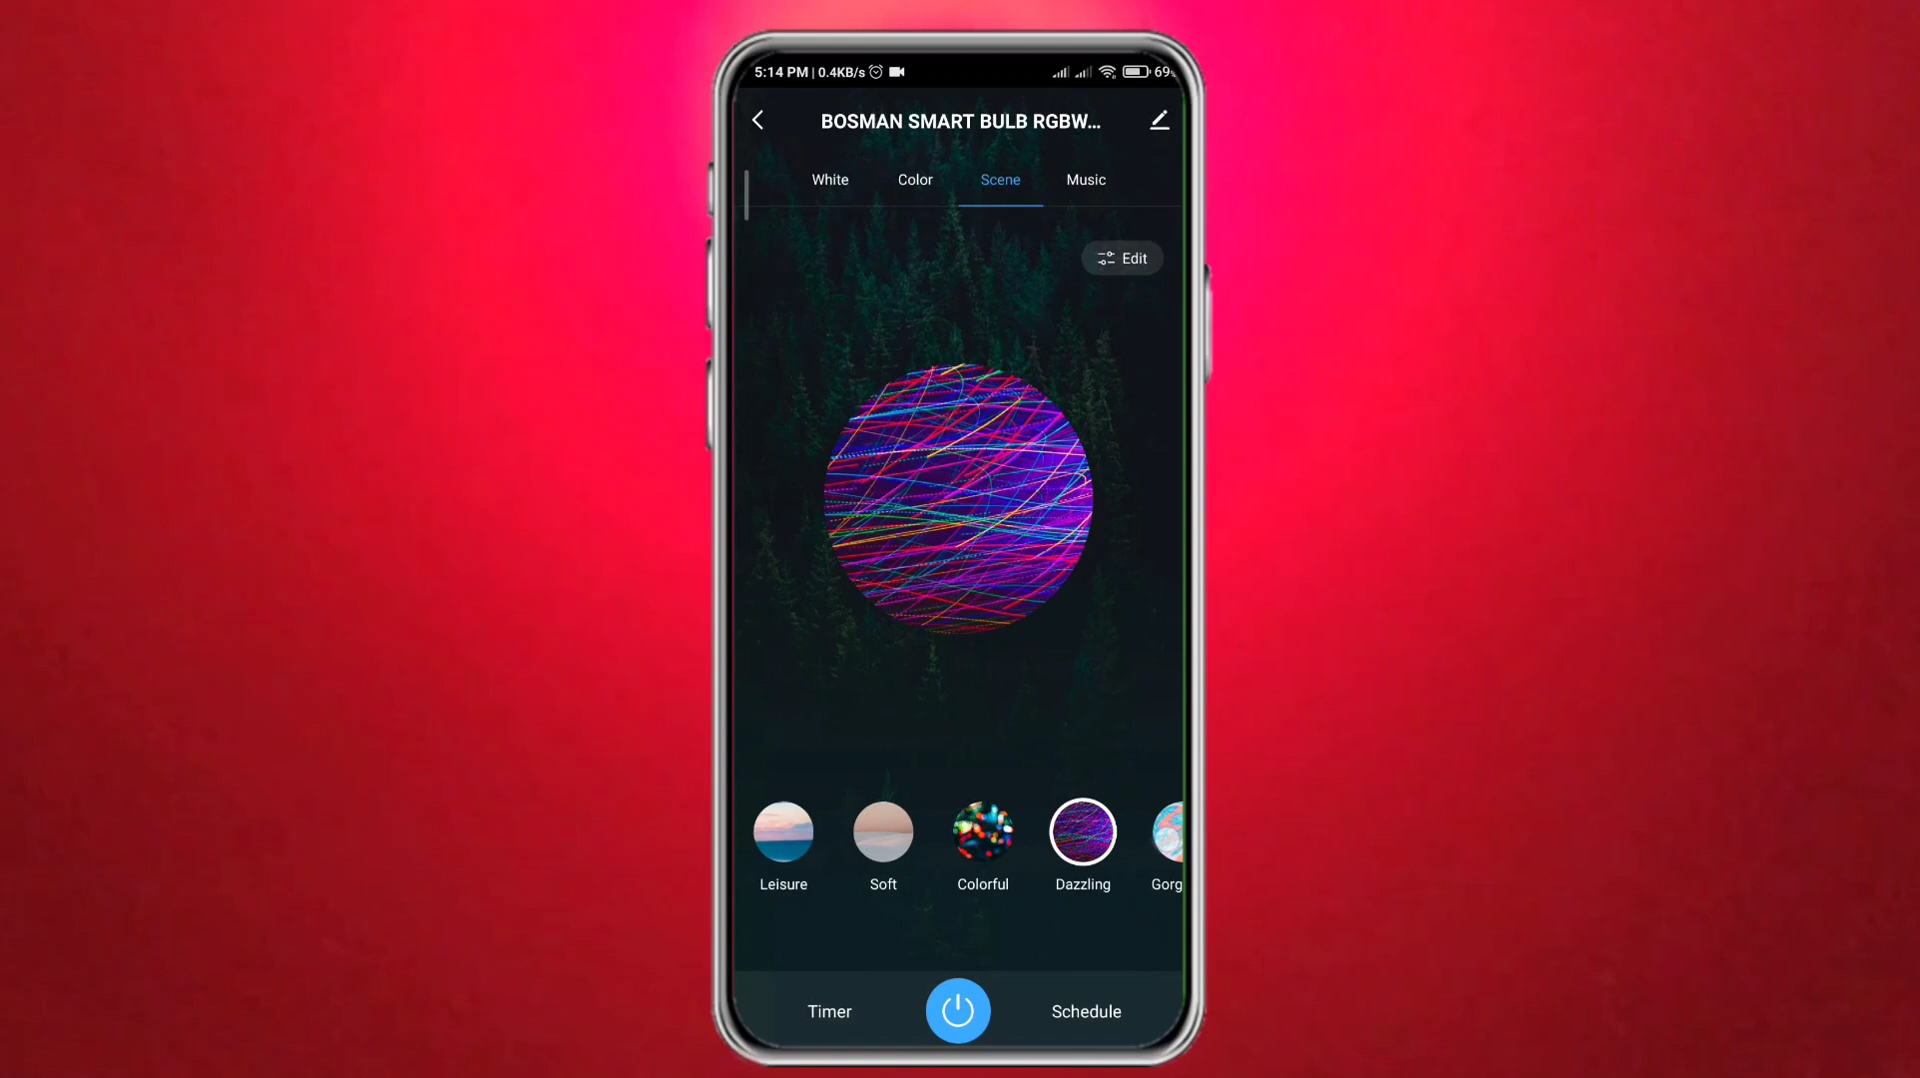 5:14 PM | 0.4KB/s 69
BOSMAN SMART BULB RGBW...
White Color Scene Music
Edit
Leisure Soft Colorful Dazzling Gorg
Timer Schedule